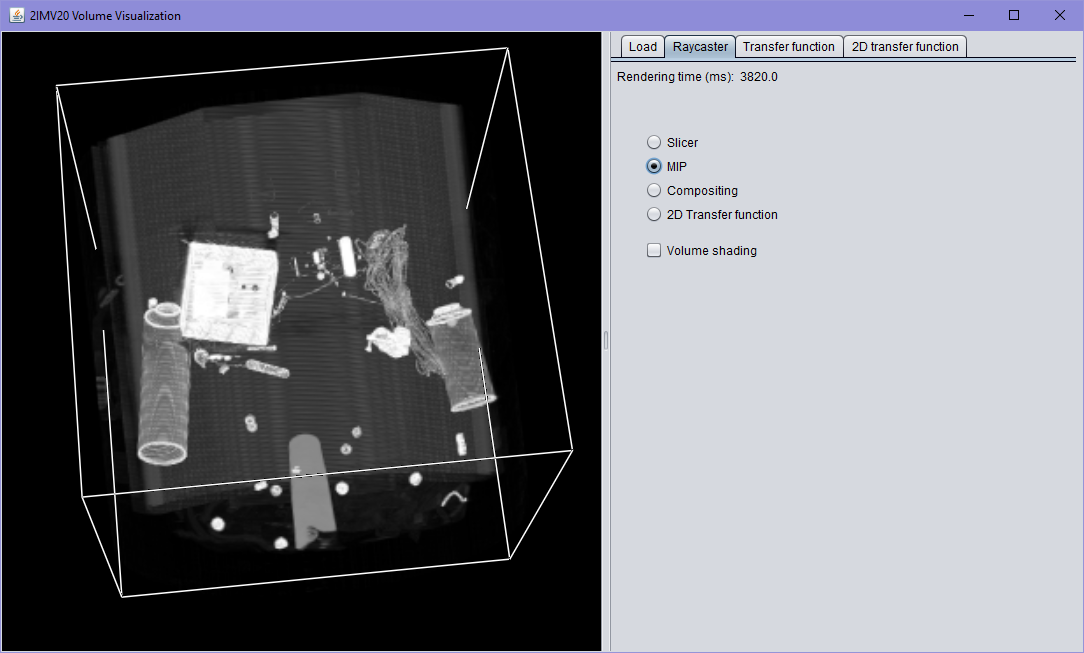 2IMV20 Volume Visualization
Load Raycaster Transfer function 2D transfer function
Rendering time (ms): 3820.0
Slicer
MIP
Compositing
2D Transfer function
Volume shading